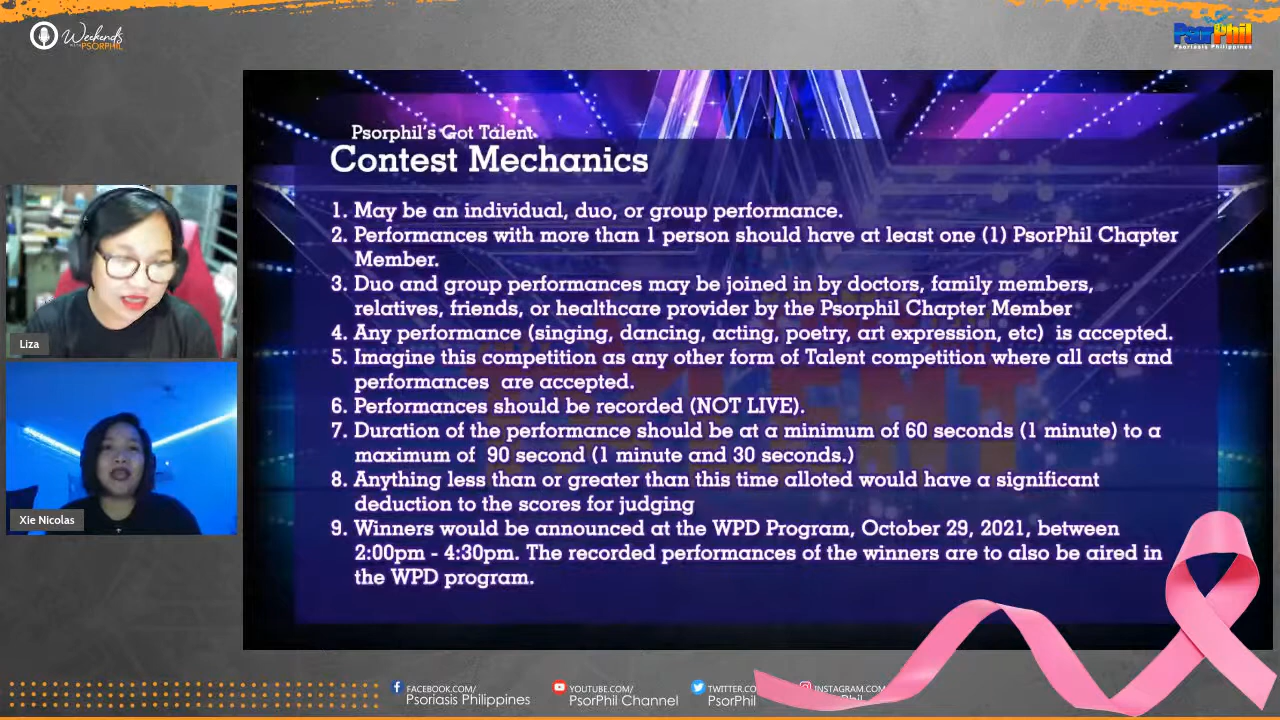 Weekends
WITH PSORPHIL
PsorPhil
Psoriasis Philippines
Psorphil's Got Talent
Contest Mechanics
1. May be an individual, duo, or group performance.
2. Performances with more than 1 person should have at least one (1) PsorPhil Chapter
Member.
3. Duo and group performances may be joined in by doctors, family members,
relatives, friends, or healthcare provider by the Psorphil Chapter Member
4. Any performance (singing, dancing, acting, poetry, art expression, etc)  is accepted.
5. Imagine this competition as any other form of Talent competition where all acts and
performances  are accepted.
6. Performances should be recorded (NOT LIVE).
7. Duration of the performance should be at a minimum of 60 seconds (1 minute) to a
maximum of  90 second (1 minute and 30 seconds.)
8. Anything less than or greater than this time alloted would have a significant
deduction to the scores for judging
9. Winners would be announced at the WPD Program, October 29, 2021, between
2:00pm - 4:30pm. The recorded performances of the winners are to also be aired in
the WPD program.
Liza
Xie Nicolas
FACEBOOK.COM/
Psoriasis Philippines
YOUTUBE.COM/
PsorPhil Channel
TWITTER.CO
PsorPhil
INSTAGRAM.COM